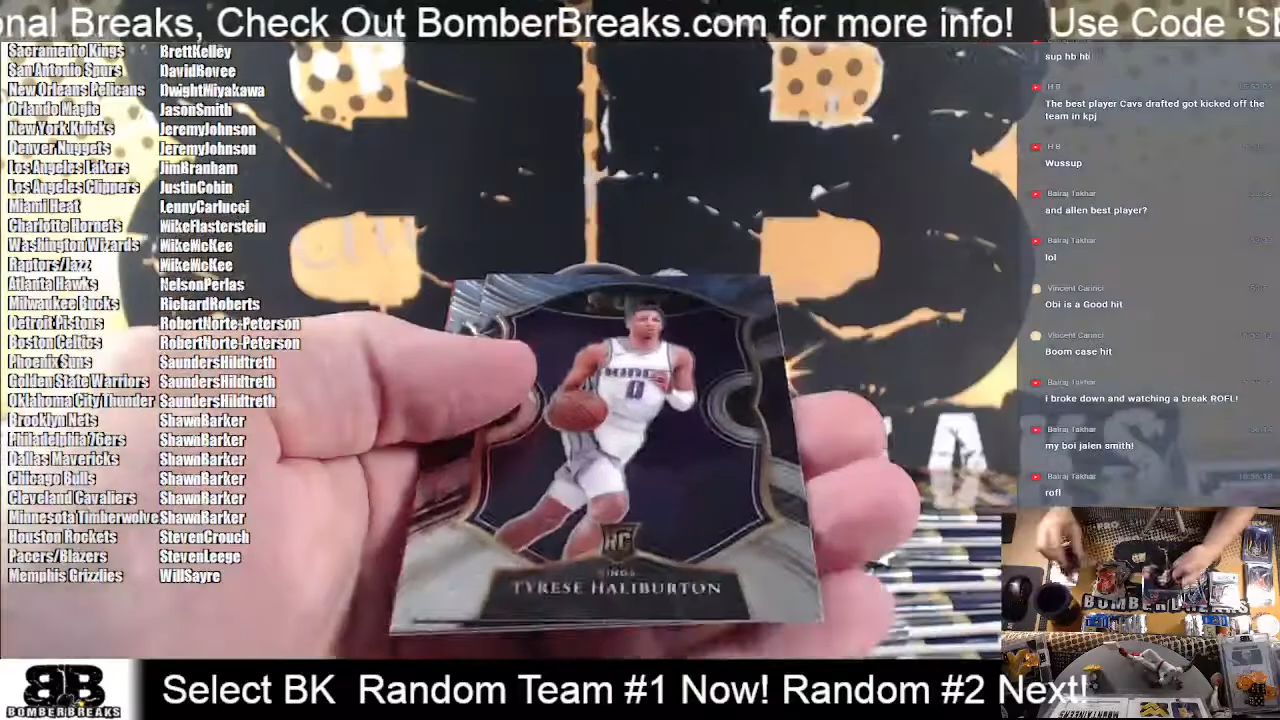 onal Breaks, Check Out BomberBreaks.com for more info! Use Code 'S
Sacramento Kings BrettKelley
San Antonio Spurs DavidBovee
New Orleans Pelicans DwightMiyakawa
Orlando Magic JasonSmith
New York Knicks JeremyJohnson
Denver Nuggets JeremyJohnson
Los Angeles Lakers JimBranham
Los Angeles Clippers JustinCobin
Miami Heat LennyCarlucci
Charlotte Hornets MikeFlasterstein
Washington Wizards MikeMcKee
Raptors/Jazz MikeMcKee
Atlanta Hawks NelsonPerlas
Milwaukee Bucks RichardRoberts
Detroit Pistons RobertNorte-Peterson
Boston Celtics RobertNorte-Peterson
Phoenix Suns SaundersHildtreth
Golden State Warriors SaundersHildtreth
Oklahoma City Thunder SaundersHildtreth
Brooklyn Nets ShawnBarker
Philadelphia 76ers ShawnBarker
Dallas Mavericks ShawnBarker
Chicago Bulls ShawnBarker
Cleveland Cavaliers ShawnBarker
Minnesota Timberwolve ShawnBarker
Houston Rockets StevenCrouch
Pacers/Blazers StevenLeege
Memphis Grizzlies WillSayre
KINGS
0
RC
KINGS
TYRESE HALIBURTON
sup hb hb
H B
The best player Cavs drafted got kicked off the
team in kpj
H B
Wussup
Balraj Takhar
and allen best player?
Balraj Takhar
lol
Vincent Carinci
Obi is a Good hit
Vincent Carinci
Boom case hit
Balraj Takhar
i broke down and watching a break ROFL!
Balraj Takhar
my boi jalen smith!
Balraj Takhar
rofl
BOMBERBREAKS
BB
BOMBERBREAKS
Select BK Random Team #1 Now! Random #2 Next!